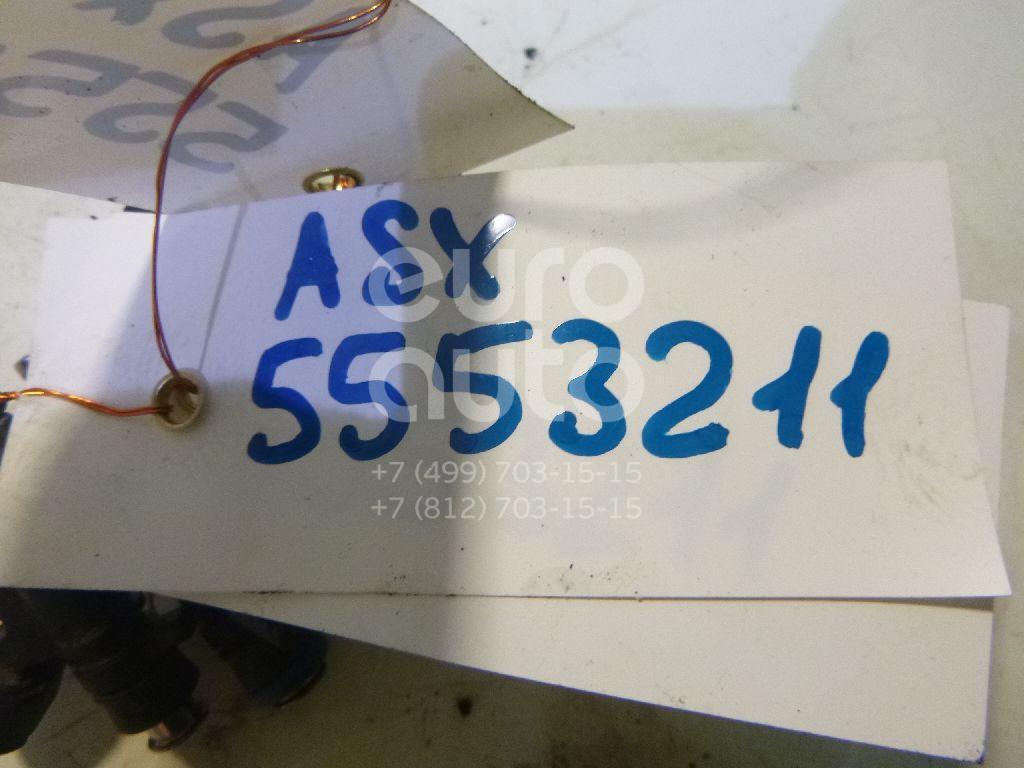 ASX
5553211
euro
auto
+7 (499) 703-15-15
+7 (812) 703-15-15